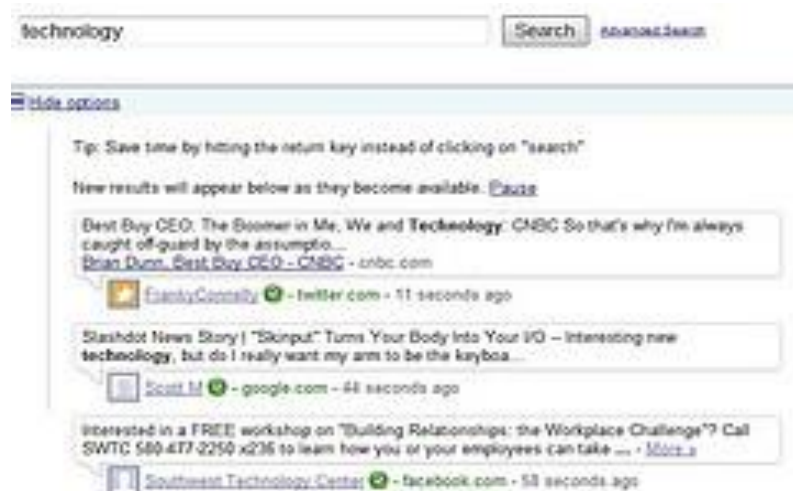 technology
Search Advanced Search
Hide options
Tip: Save time by hitting the return key instead of clicking on "search"
New results will appear below as they become available. Pause
Best Buy CEO: The Boomer in Me, We and Technology: CNBC So that's why I'm always
caught off-guard by the assumptio...
Brian Dunn, Best Buy CEO - CNBC - cnbc.com
FrankyConnelly - twitter.com - 11 seconds ago
Slashdot News Story | "Skinput" Turns Your Body Into Your I/O -- Interesting new
technology, but do I really want my arm to be the keyboa...
Scott M - google.com - 44 seconds ago
Interested in a FREE workshop on "Building Relationships: the Workplace Challenge"? Call
SWTC 580-477-2250 x236 to learn how you or your employees can take .... - More »
Southwest Technology Center - facebook.com - 58 seconds ago